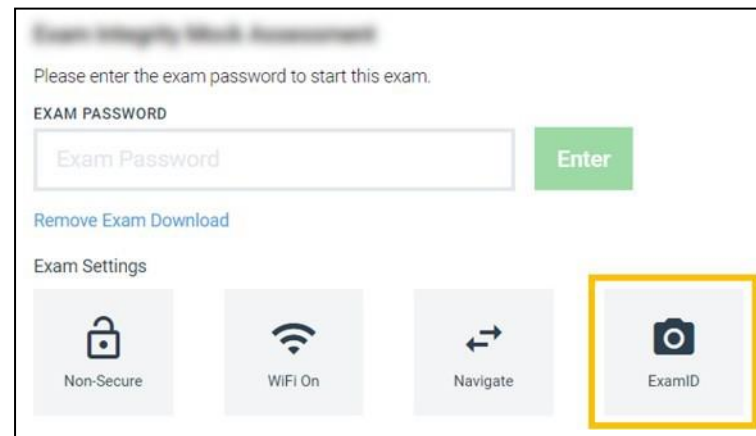 Please enter the exam password to start this exam.
EXAM PASSWORD
Exam Password
Enter
Remove Exam Download
Exam Settings
Non-Secure
WiFi On
Navigate
ExamID